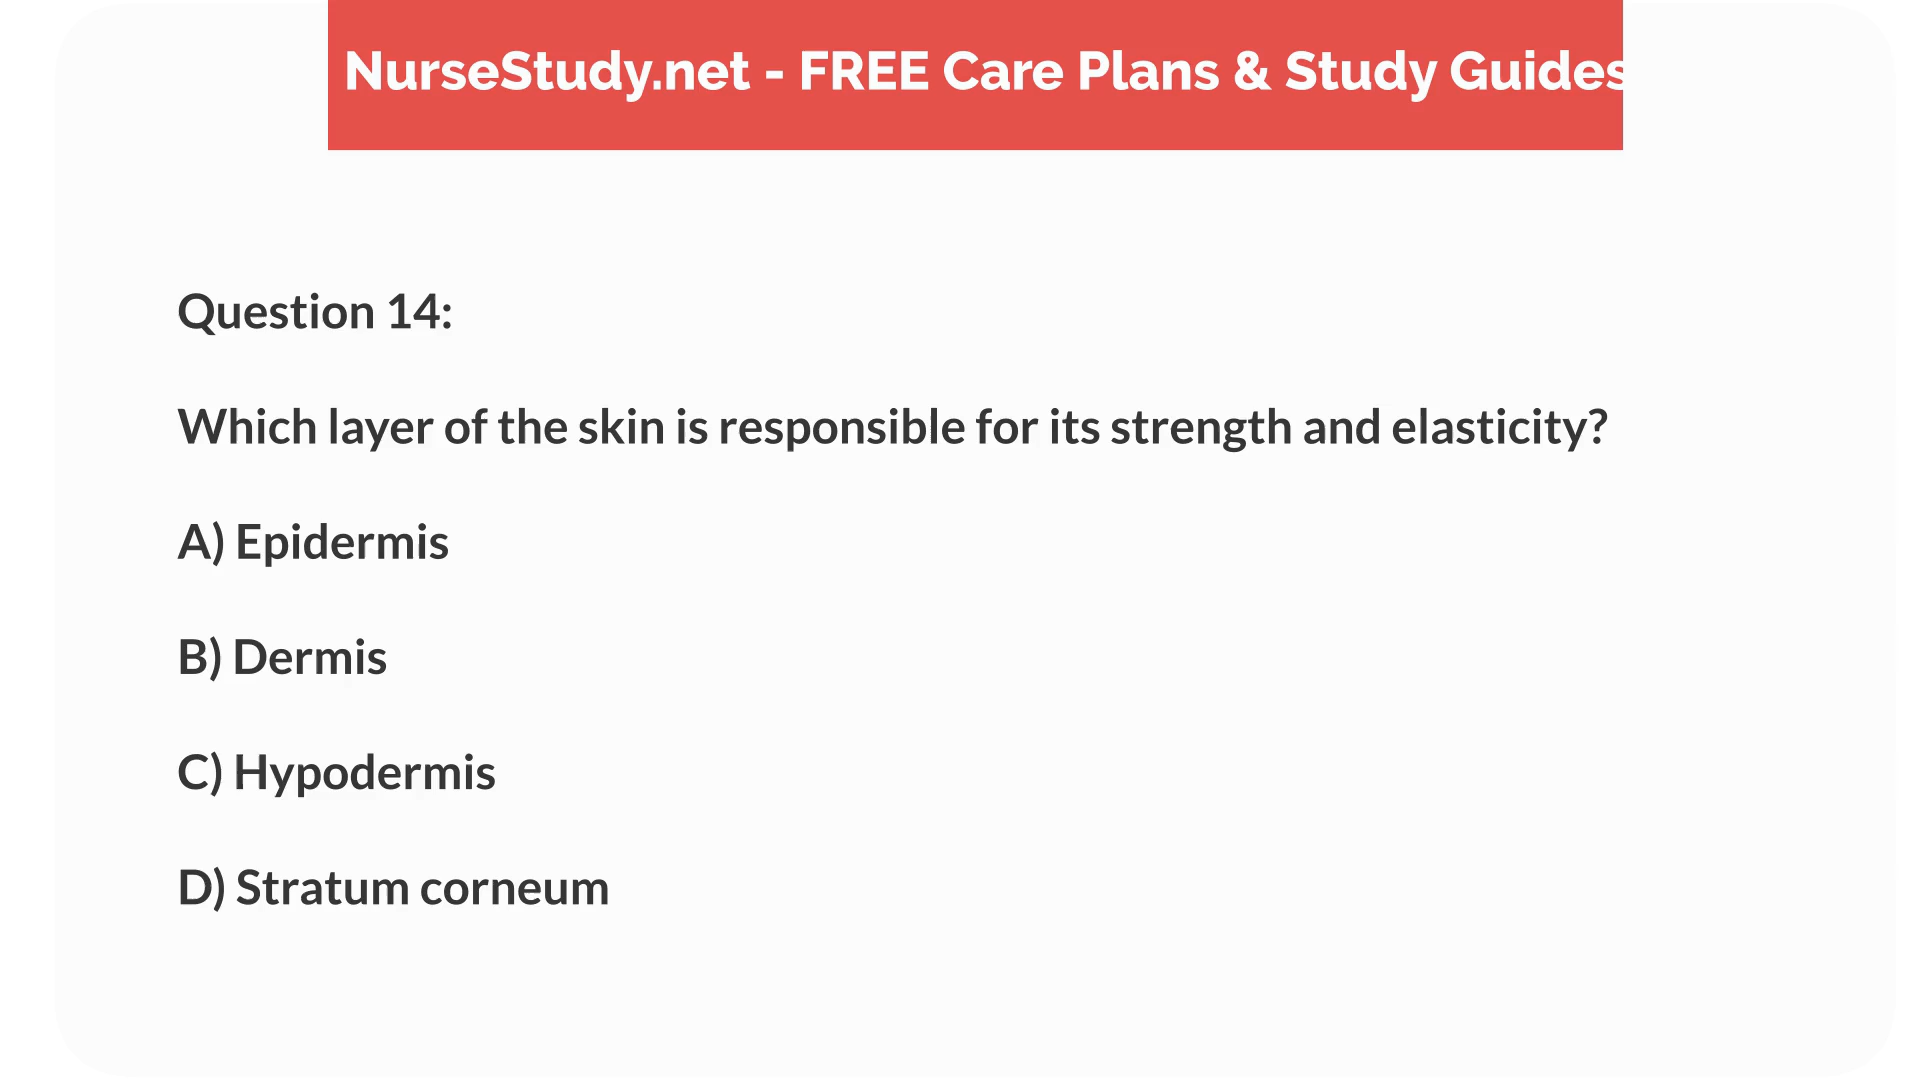 NurseStudy.net - FREE Care Plans & Study Guides
Question 14:
Which layer of the skin is responsible for its strength and elasticity?
A) Epidermis
B) Dermis
C) Hypodermis
D) Stratum corneum